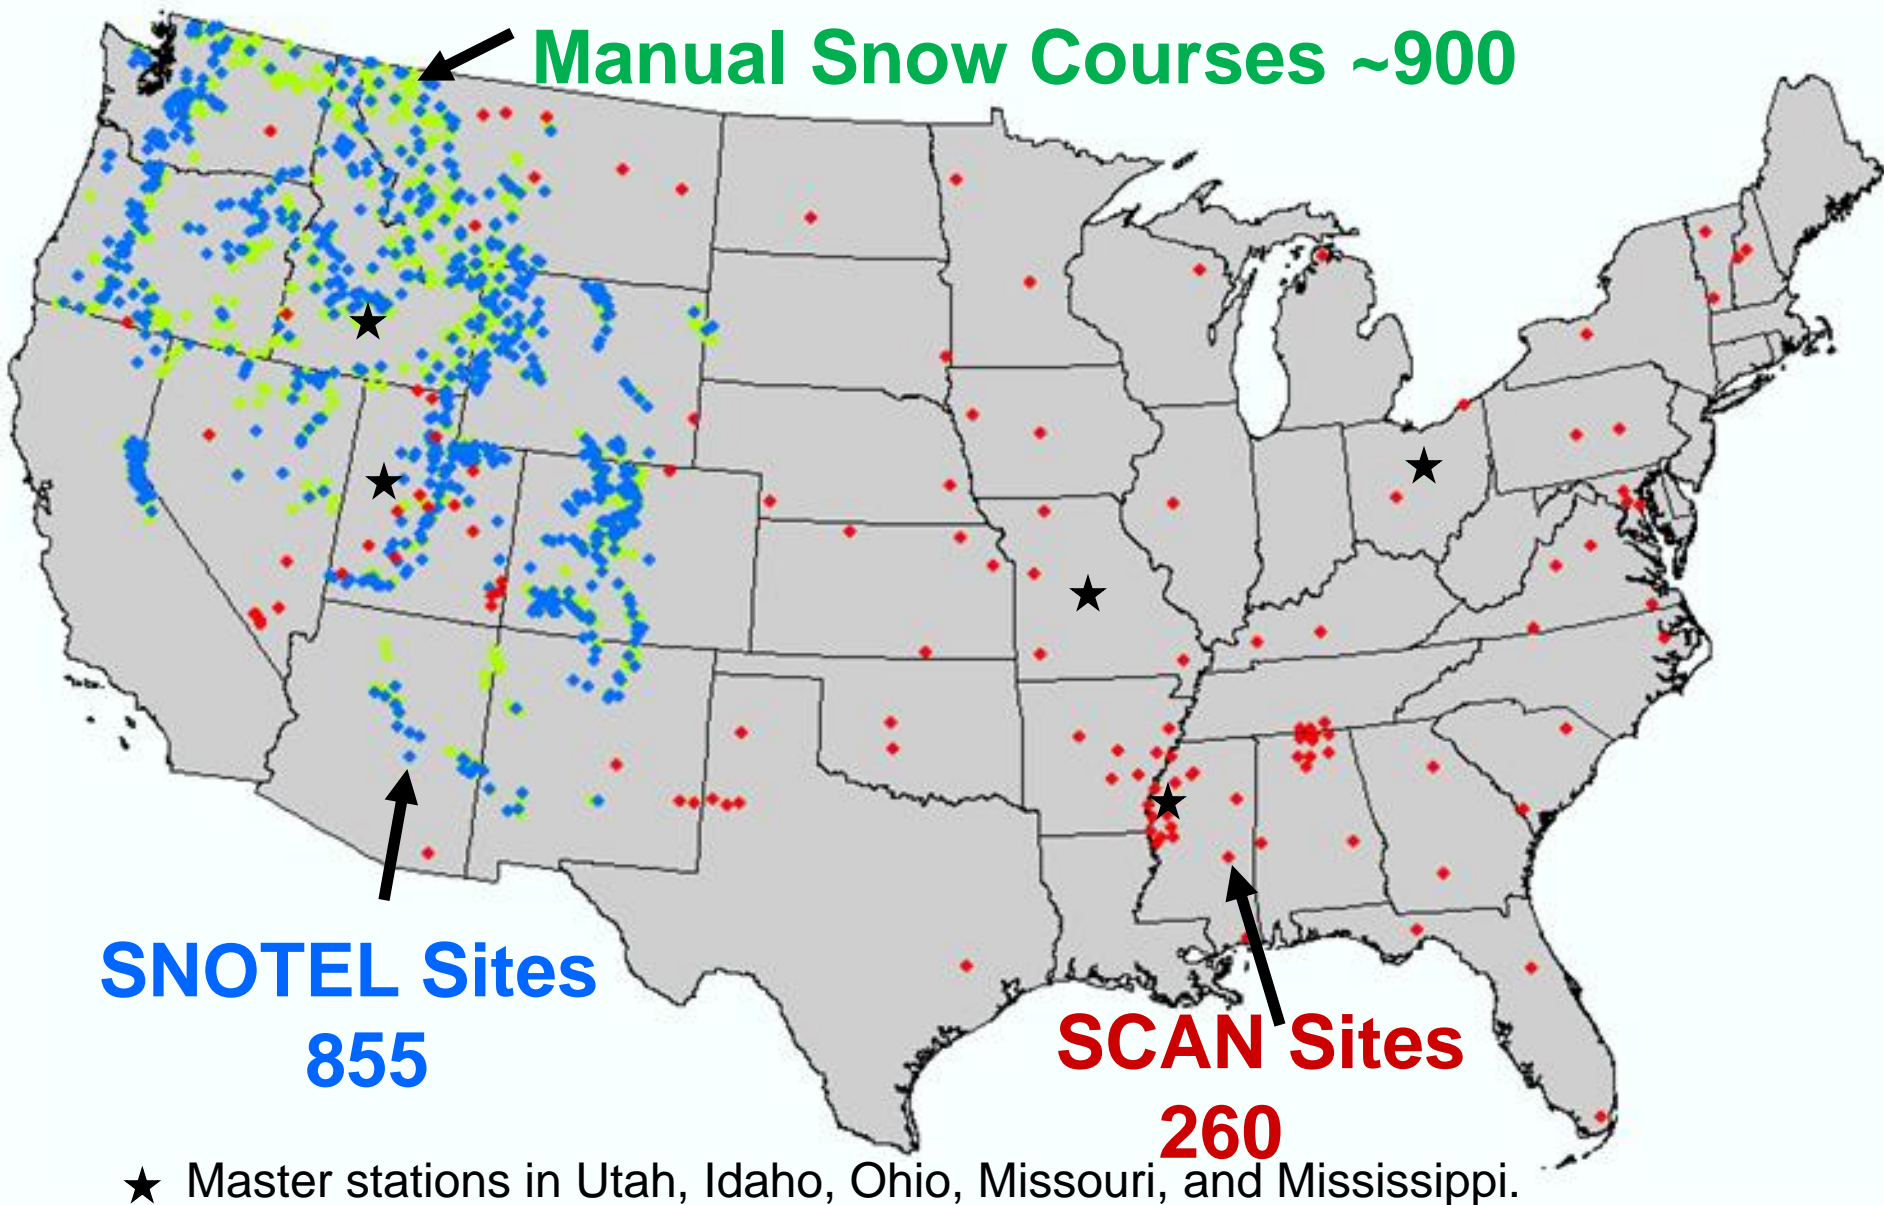 Manual Snow Courses ~900
SNOTEL Sites
855
SCAN Sites
260
★ Master stations in Utah, Idaho, Ohio, Missouri, and Mississippi.